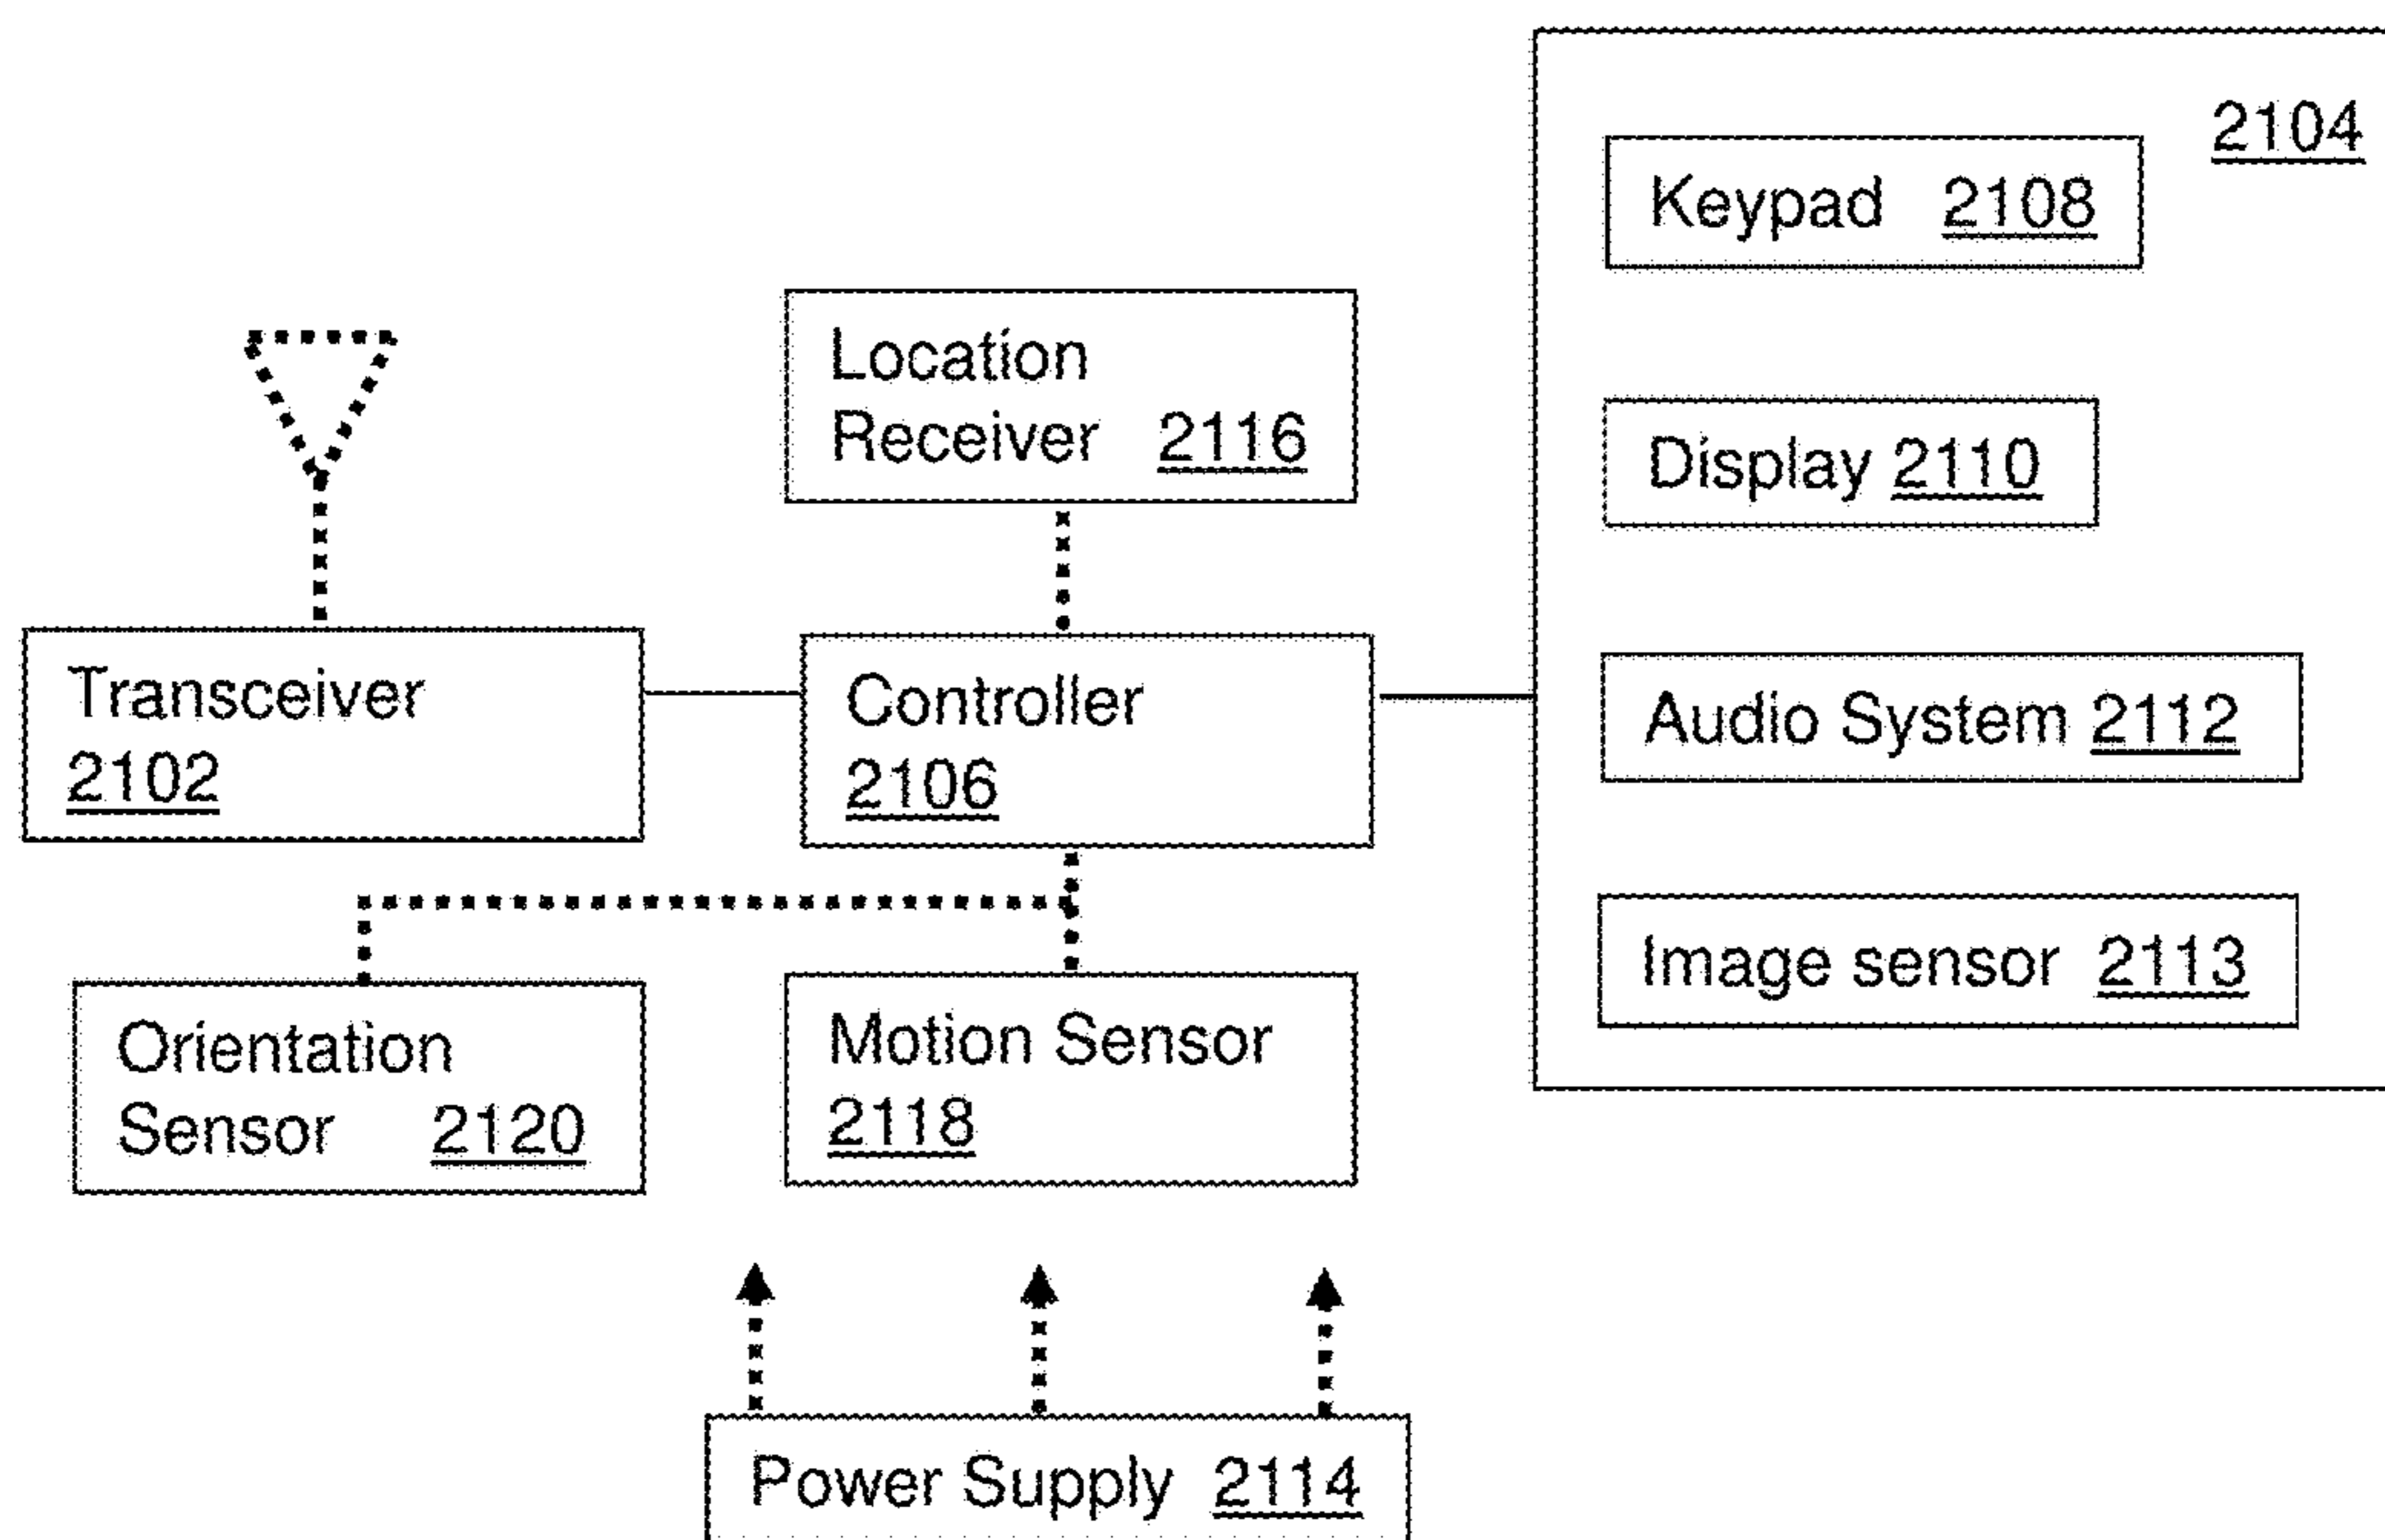 2104
Keypad 2108
Location
Receiver 2116
Display 2110
Transceiver
2102
Controller
2106
Audio System 2112
Image sensor 2113
Orientation
Sensor 2120
Motion Sensor
2118
Power Supply 2114